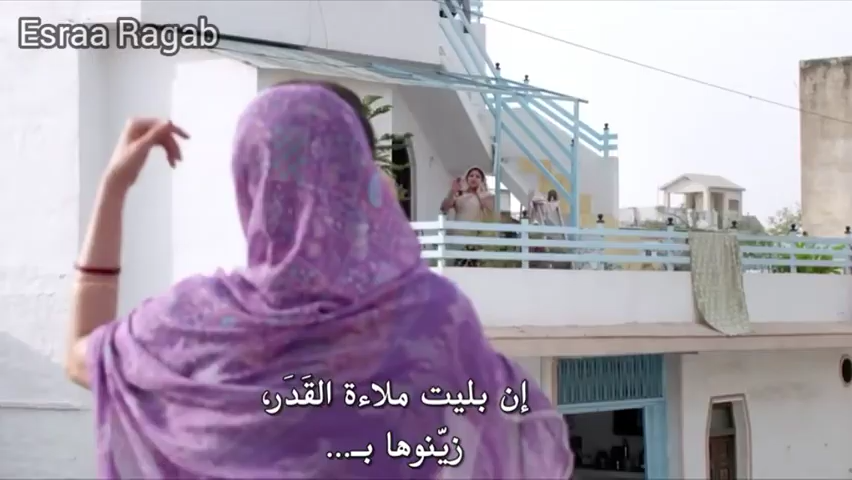 Esraa Ragab
إن بليت ملاءة القَدَر،
زيّنوها بـ...